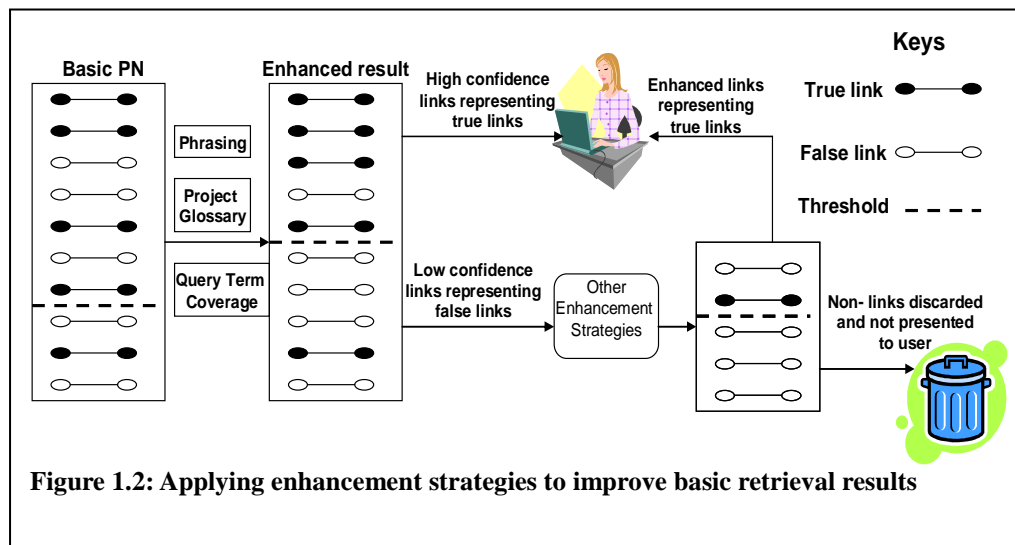 Basic PN
Enhanced result
High confidence
links representing
true links
Enhanced links
representing
true links
Keys
True link
False link
Threshold
Phrasing
Project
Glossary
Query Term
Coverage
Low confidence
links representing
false links
Other
Enhancement
Strategies
Non- links discarded
and not presented
to user
Figure 1.2: Applying enhancement strategies to improve basic retrieval results